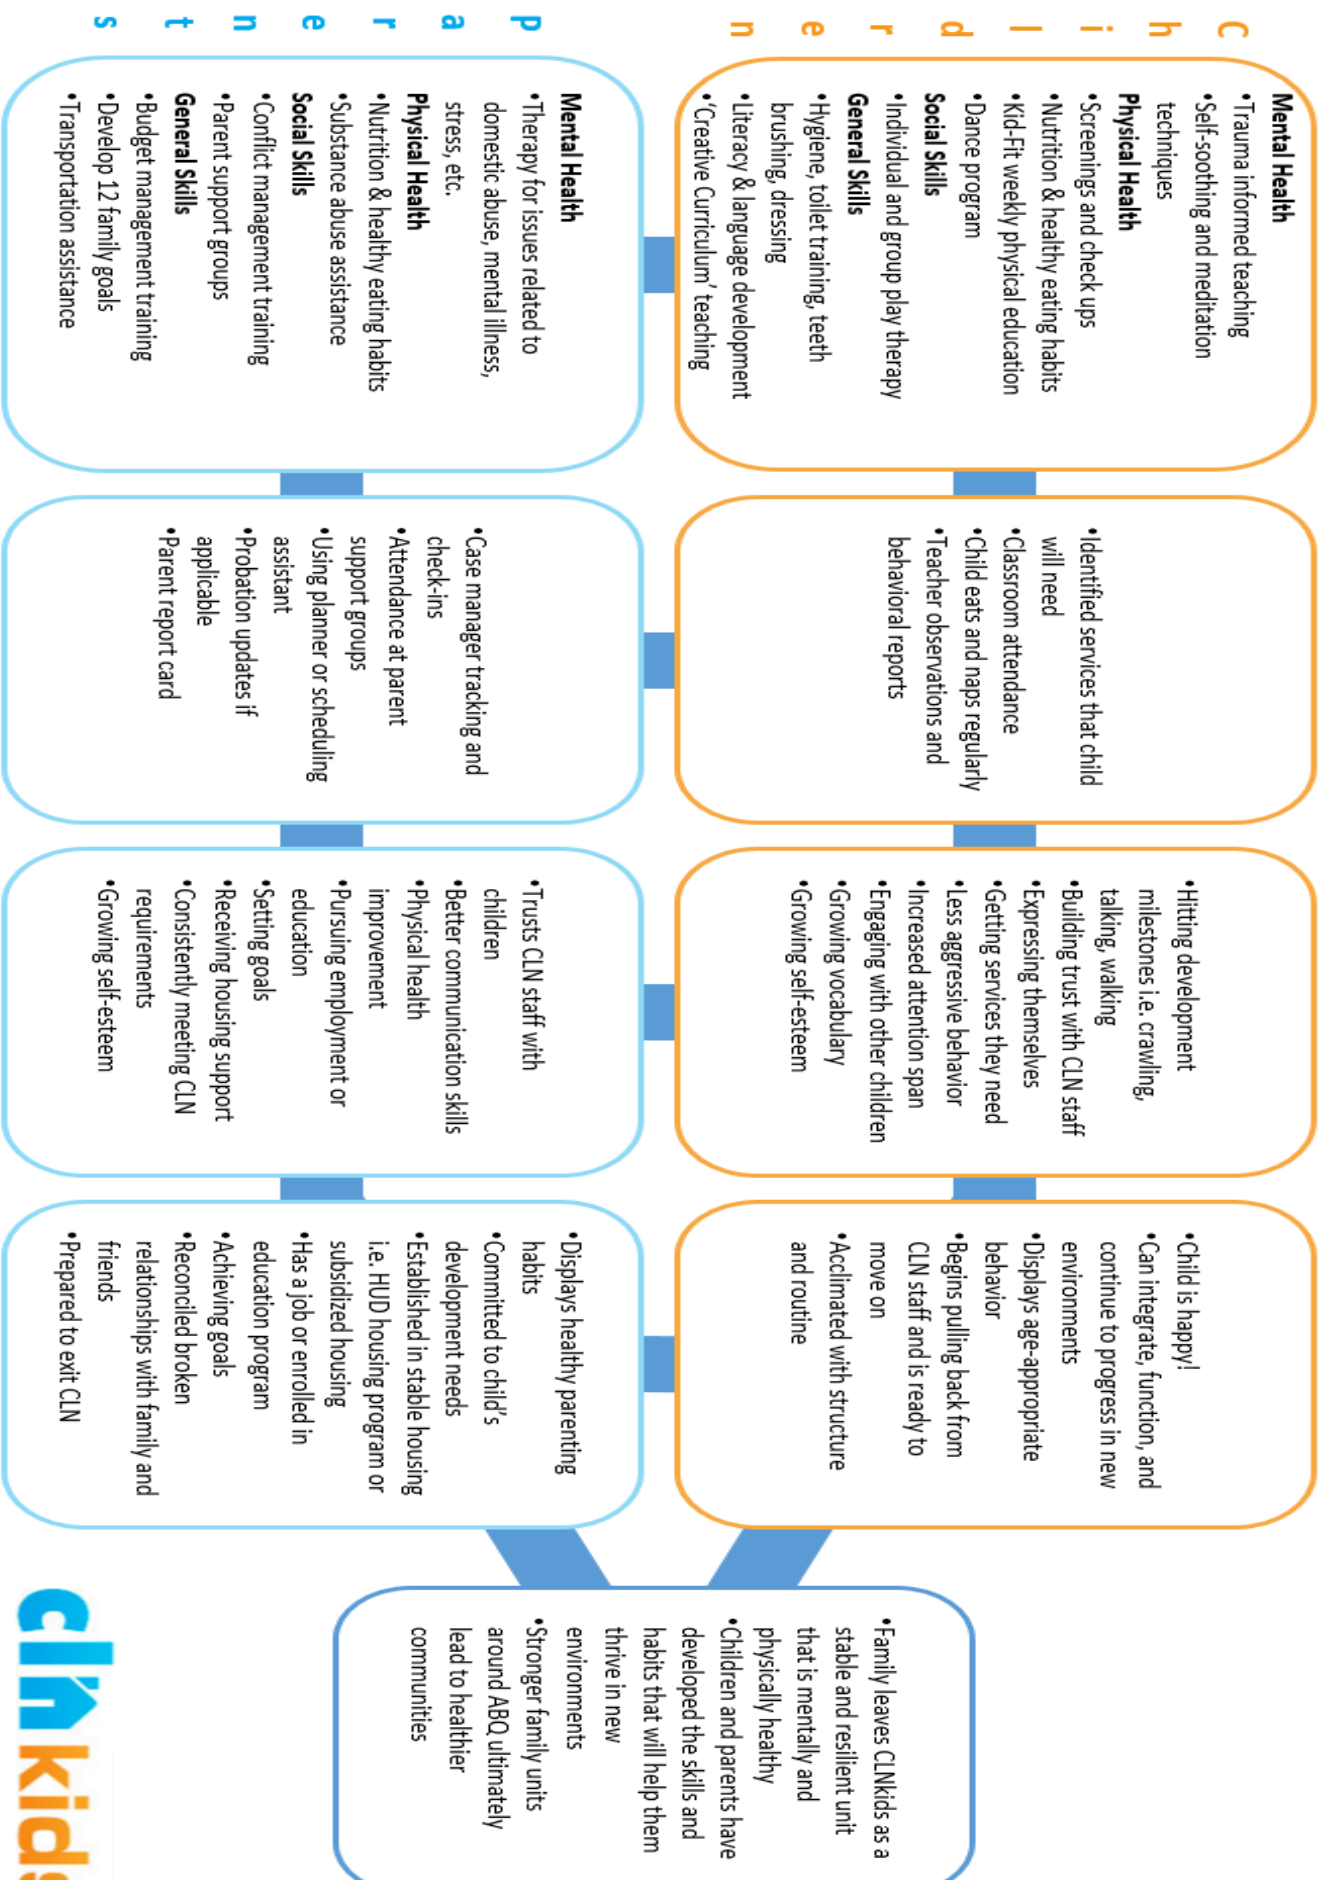 Children
Mental Health
•Trauma informed teaching
•Self-soothing and meditation
techniques
Physical Health
•Screenings and check ups
•Nutrition & healthy eating habits
•Kid-Fit weekly physical education
•Dance program
Social Skills
•Individual and group play therapy
General Skills
•Hygiene, toilet training, teeth
brushing, dressing
•Literacy & language development
•‘Creative Curriculum’ teaching
•Identified services that child
will need
•Classroom attendance
•Child eats and naps regularly
•Teacher observations and
behavioral reports
•Hitting development
milestones i.e. crawling,
talking, walking
•Building trust with CLN staff
•Expressing themselves
•Getting services they need
•Less aggressive behavior
•Increased attention span
•Engaging with other children
•Growing vocabulary
•Growing self-esteem
•Child is happy!
•Can integrate, function, and
continue to progress in new
environments
•Displays age-appropriate
behavior
•Begins pulling back from
CLN staff and is ready to
move on
•Acclimated with structure
and routine
Parents
Mental Health
•Therapy for issues related to
domestic abuse, mental illness,
stress, etc.
Physical Health
•Nutrition & healthy eating habits
•Substance abuse assistance
Social Skills
•Conflict management training
•Parent support groups
General Skills
•Budget management training
•Develop 12 family goals
•Transportation assistance
•Case manager tracking and
check-ins
•Attendance at parent
support groups
•Using planner or scheduling
assistant
•Probation updates if
applicable
•Parent report card
•Trusts CLN staff with
children
•Better communication skills
•Physical health
improvement
•Pursuing employment or
education
•Setting goals
•Receiving housing support
•Consistently meeting CLN
requirements
•Growing self-esteem
•Displays healthy parenting
habits
•Committed to child’s
development needs
•Established in stable housing
i.e. HUD housing program or
subsidized housing
•Has a job or enrolled in
education program
•Achieving goals
•Reconciled broken
relationships with family and
friends
•Prepared to exit CLN
•Family leaves CLNkids as a
stable and resilient unit
that is mentally and
physically healthy
•Children and parents have
developed the skills and
habits that will help them
thrive in new
environments
•Stronger family units
around ABQ ultimately
lead to healthier
communities
clnkids